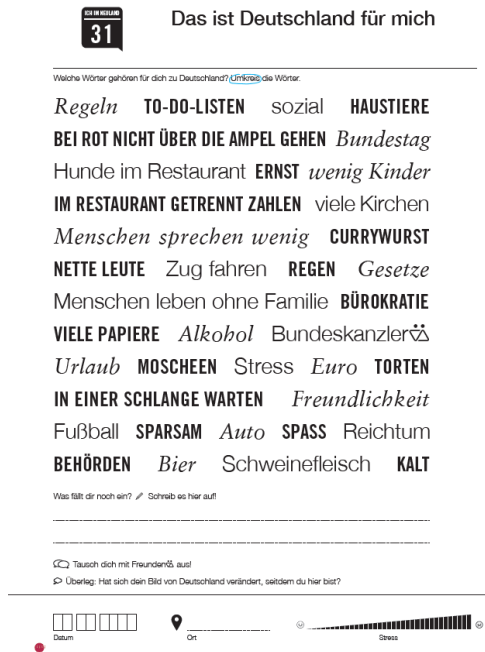 ICH IM NEULAND
31
Das ist Deutschland für mich
Welche Wörter gehören für dich zu Deutschland? Umkreis die Wörter.
Regeln TO-DO-LISTEN sozial HAUSTIERE
BEI ROT NICHT ÜBER DIE AMPEL GEHEN Bundestag
Hunde im Restaurant ERNST wenig Kinder
IM RESTAURANT GETRENNT ZAHLEN viele Kirchen
Menschen sprechen wenig CURRYWURST
NETTE LEUTE Zug fahren REGEN Gesetze
Menschen leben ohne Familie BÜROKRATIE
VIELE PAPIERE Alkohol Bundeskanzler
Urlaub MOSCHEEN Stress Euro TORTEN
IN EINER SCHLANGE WARTEN Freundlichkeit
Fußball SPARSAM Auto SPASS Reichtum
BEHÖRDEN Bier Schweinefleisch KALT
Was fällt dir noch ein? Schreib es hier auf!
Tausch dich mit Freunden aus!
Überleg: Hat sich dein Bild von Deutschland verändert, seitdem du hier bist?
Datum Ort Stress